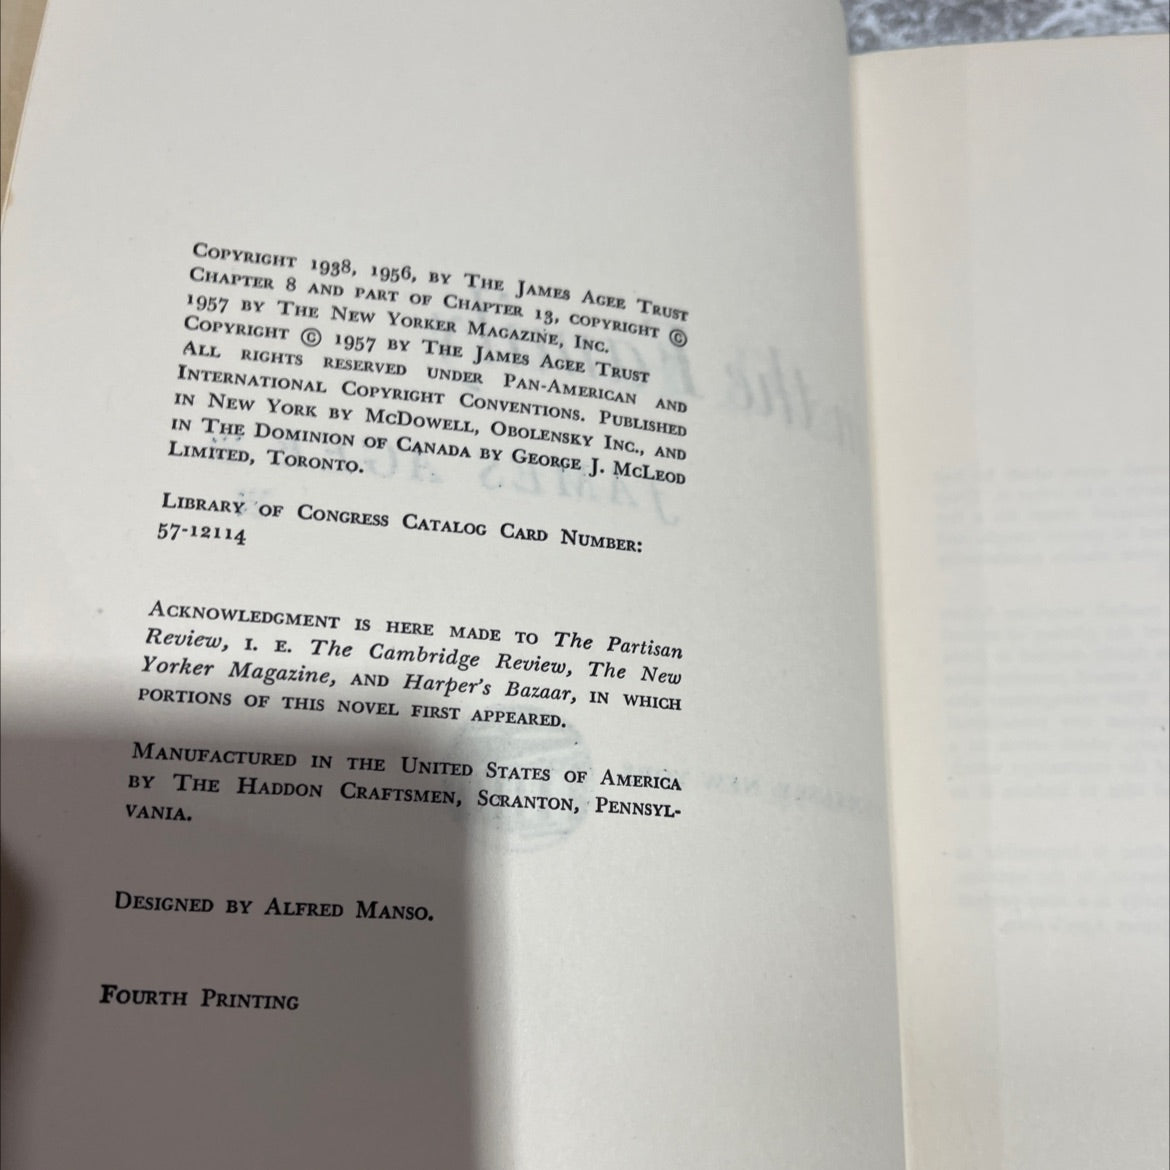 Copyright 1938, 1956, by The James Agee Trust
Chapter 8 and part of Chapter 13, copyright ©
1957 by The New Yorker Magazine, Inc.
Copyright © 1957 by The James Agee Trust
All rights reserved under Pan-American and
International Copyright Conventions. Published
in New York by McDowell, Obolensky Inc., and
in The Dominion of Canada by George J. McLeod
Limited, Toronto.
Library of Congress Catalog Card Number:
57-12114
Acknowledgment is here made to The Partisan
Review, I. E. The Cambridge Review, The New
Yorker Magazine, and Harper's Bazaar, in which
portions of this novel first appeared.
Manufactured in the United States of America
by The Haddon Craftsmen, Scranton, Pennsyl-
vania.
Designed by Alfred Manso.
Fourth Printing